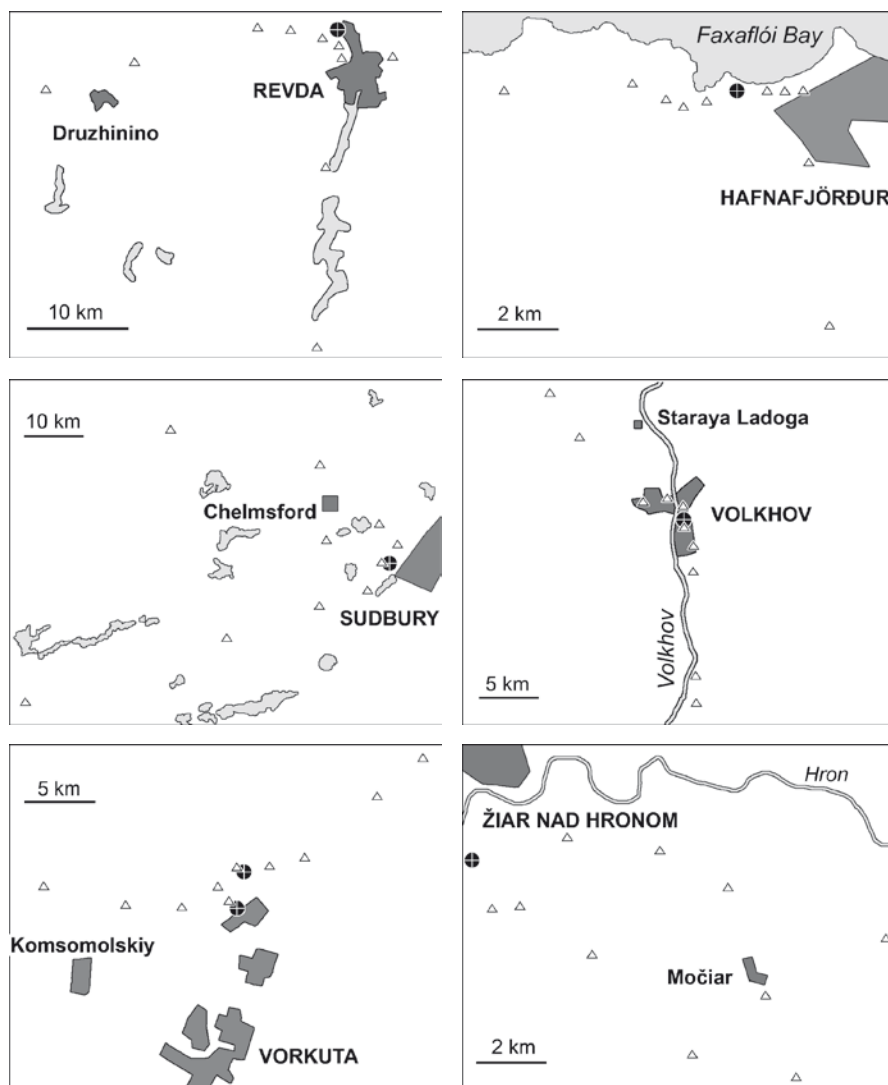 REVDA
Druzhinino
10 km
Faxaflói Bay
HAFNAFJÖRÐUR
2 km
10 km
Chelmsford
SUDBURY
Staraya Ladoga
VOLKHOV
Volkhov
5 km
5 km
Komsomolskiy
VORKUTA
Hron
ŽIAR NAD HRONOM
Močiar
2 km